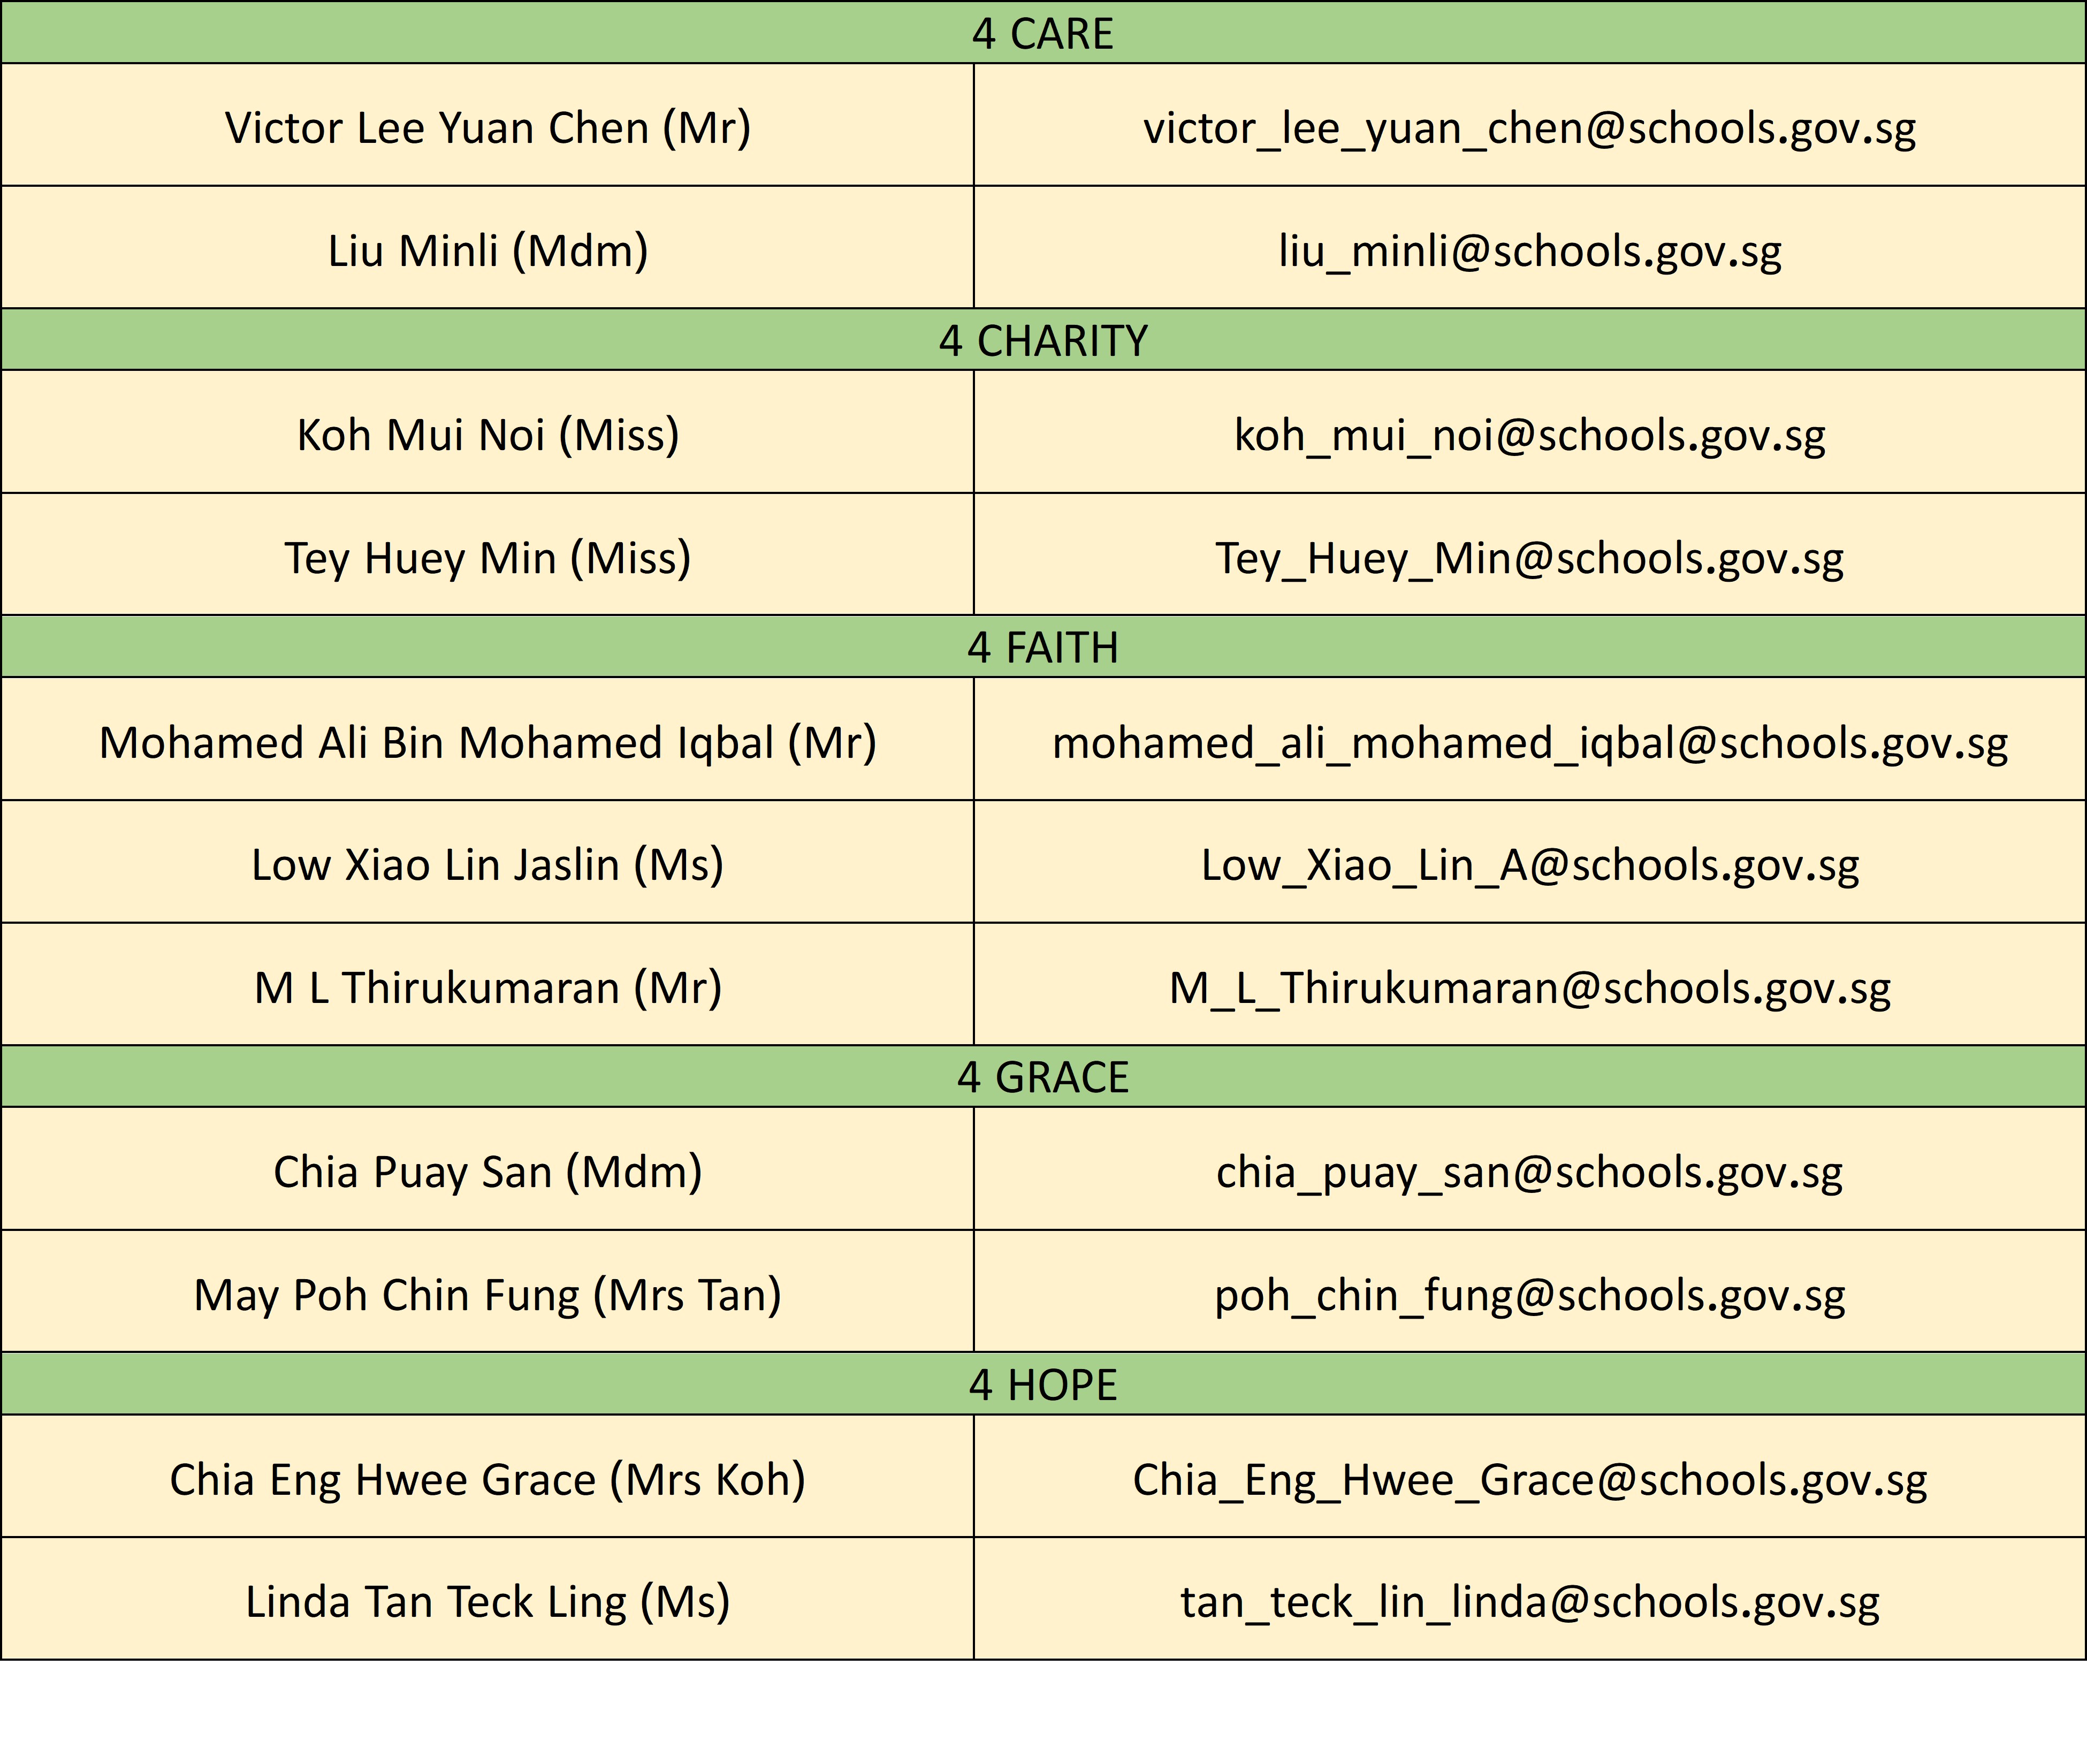 4 CARE
Victor Lee Yuan Chen (Mr) victor_lee_yuan_chen@schools.gov.sg
Liu Minli (Mdm) liu_minli@schools.gov.sg
4 CHARITY
Koh Mui Noi (Miss) koh_mui_noi@schools.gov.sg
Tey Huey Min (Miss) Tey_Huey_Min@schools.gov.sg
4 FAITH
Mohamed Ali Bin Mohamed Iqbal (Mr) mohamed_ali_mohamed_iqbal@schools.gov.sg
Low Xiao Lin Jaslin (Ms) Low_Xiao_Lin_A@schools.gov.sg
M L Thirukumaran (Mr) M_L_Thirukumaran@schools.gov.sg
4 GRACE
Chia Puay San (Mdm) chia_puay_san@schools.gov.sg
May Poh Chin Fung (Mrs Tan) poh_chin_fung@schools.gov.sg
4 HOPE
Chia Eng Hwee Grace (Mrs Koh) Chia_Eng_Hwee_Grace@schools.gov.sg
Linda Tan Teck Ling (Ms) tan_teck_lin_linda@schools.gov.sg